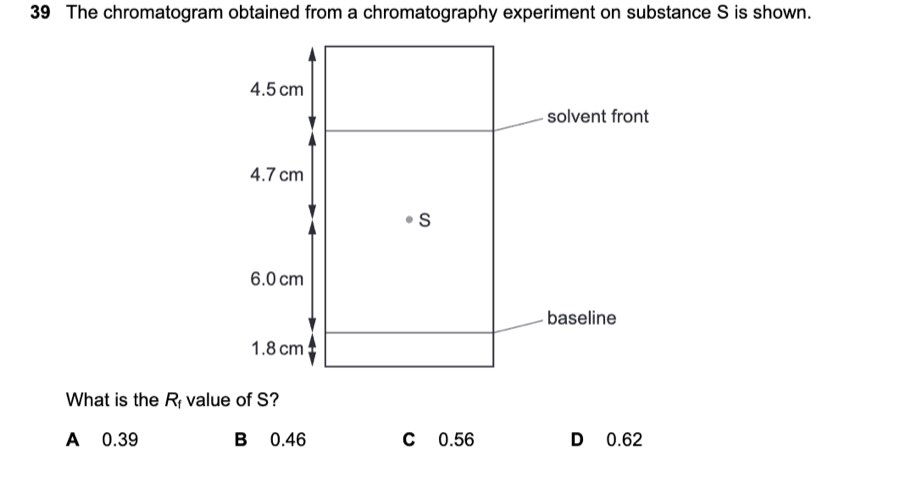 39 The chromatogram obtained from a chromatography experiment on substance S is shown.
4.5 cm
solvent front
4.7 cm
S
6.0 cm
baseline
1.8 cm
What is the Rf value of S?
A 0.39 B 0.46 C 0.56 D 0.62